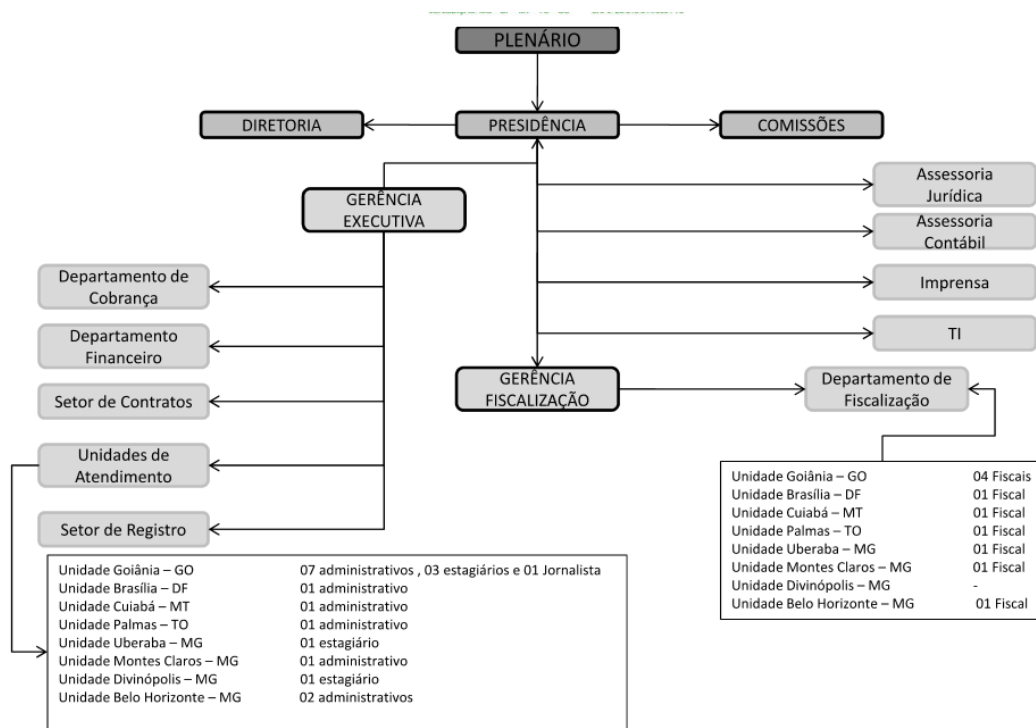 PLENÁRIO
DIRETORIA
PRESIDÊNCIA
COMISSÕES
GERÊNCIA
EXECUTIVA
Assessoria
Jurídica
Assessoria
Contábil
Imprensa
TI
Departamento de
Cobrança
Departamento
Financeiro
Setor de Contratos
Unidades de
Atendimento
Setor de Registro
GERÊNCIA
FISCALIZAÇÃO
Departamento de
Fiscalização
Unidade Goiânia – GO 04 Fiscais
Unidade Brasília – DF 01 Fiscal
Unidade Cuiabá – MT 01 Fiscal
Unidade Palmas – TO 01 Fiscal
Unidade Uberaba – MG 01 Fiscal
Unidade Montes Claros – MG 01 Fiscal
Unidade Divinópolis – MG -
Unidade Belo Horizonte – MG 01 Fiscal
Unidade Goiânia – GO 07 administrativos , 03 estagiários e 01 Jornalista
Unidade Brasília – DF 01 administrativo
Unidade Cuiabá – MT 01 administrativo
Unidade Palmas – TO 01 administrativo
Unidade Uberaba – MG 01 estagiário
Unidade Montes Claros – MG 01 administrativo
Unidade Divinópolis – MG 01 estagiário
Unidade Belo Horizonte – MG 02 administrativos